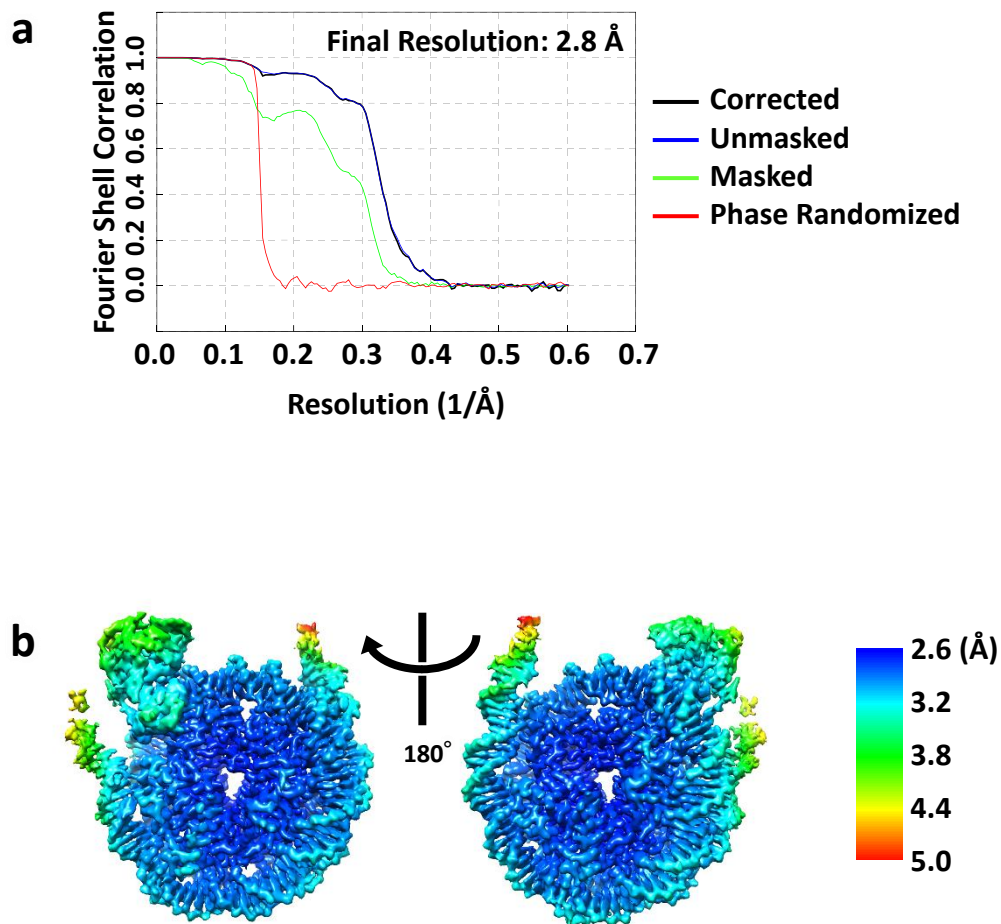 a
Final Resolution: 2.8 Å
Fourier Shell Correlation
1.0
0.8
0.6
0.4
0.2
0.0
0.0 0.1 0.2 0.3 0.4 0.5 0.6 0.7
Resolution (1/Å)
Corrected
Unmasked
Masked
Phase Randomized
b
180°
2.6 (Å)
3.2
3.8
4.4
5.0